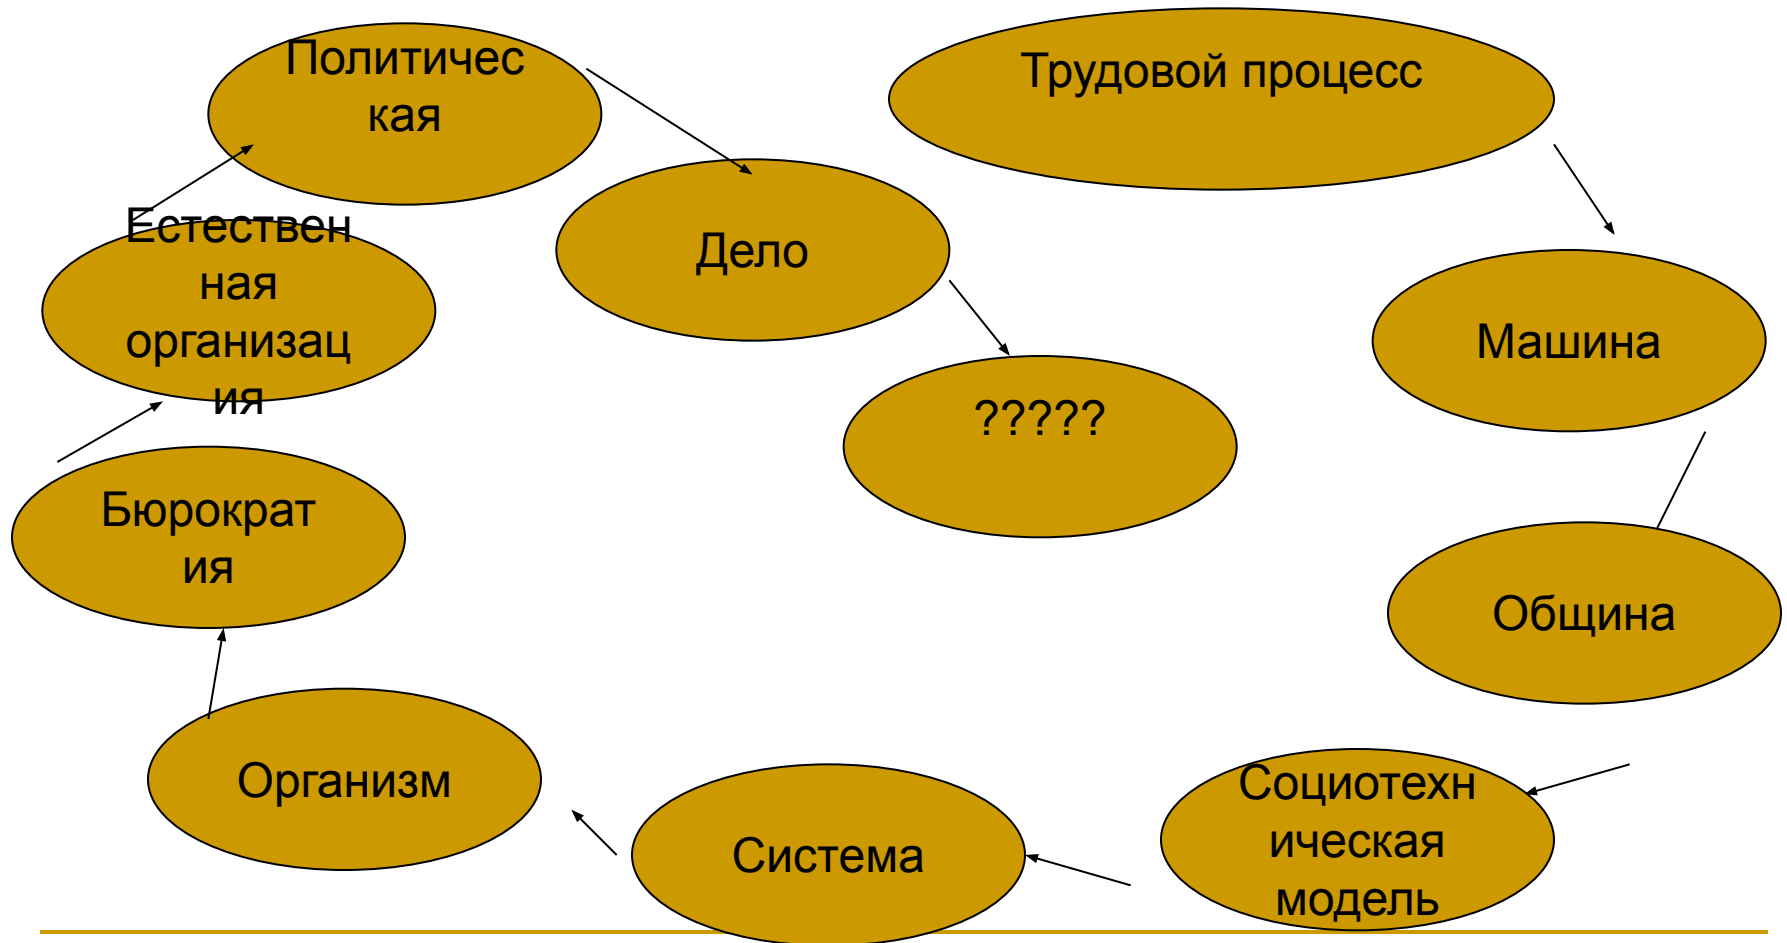 Политичес
кая
Трудовой процесс
Естествен
ная
организац
ия
Дело
Машина
?????
Бюрократ
ия
Община
Организм
Система
Социотехн
ическая
модель